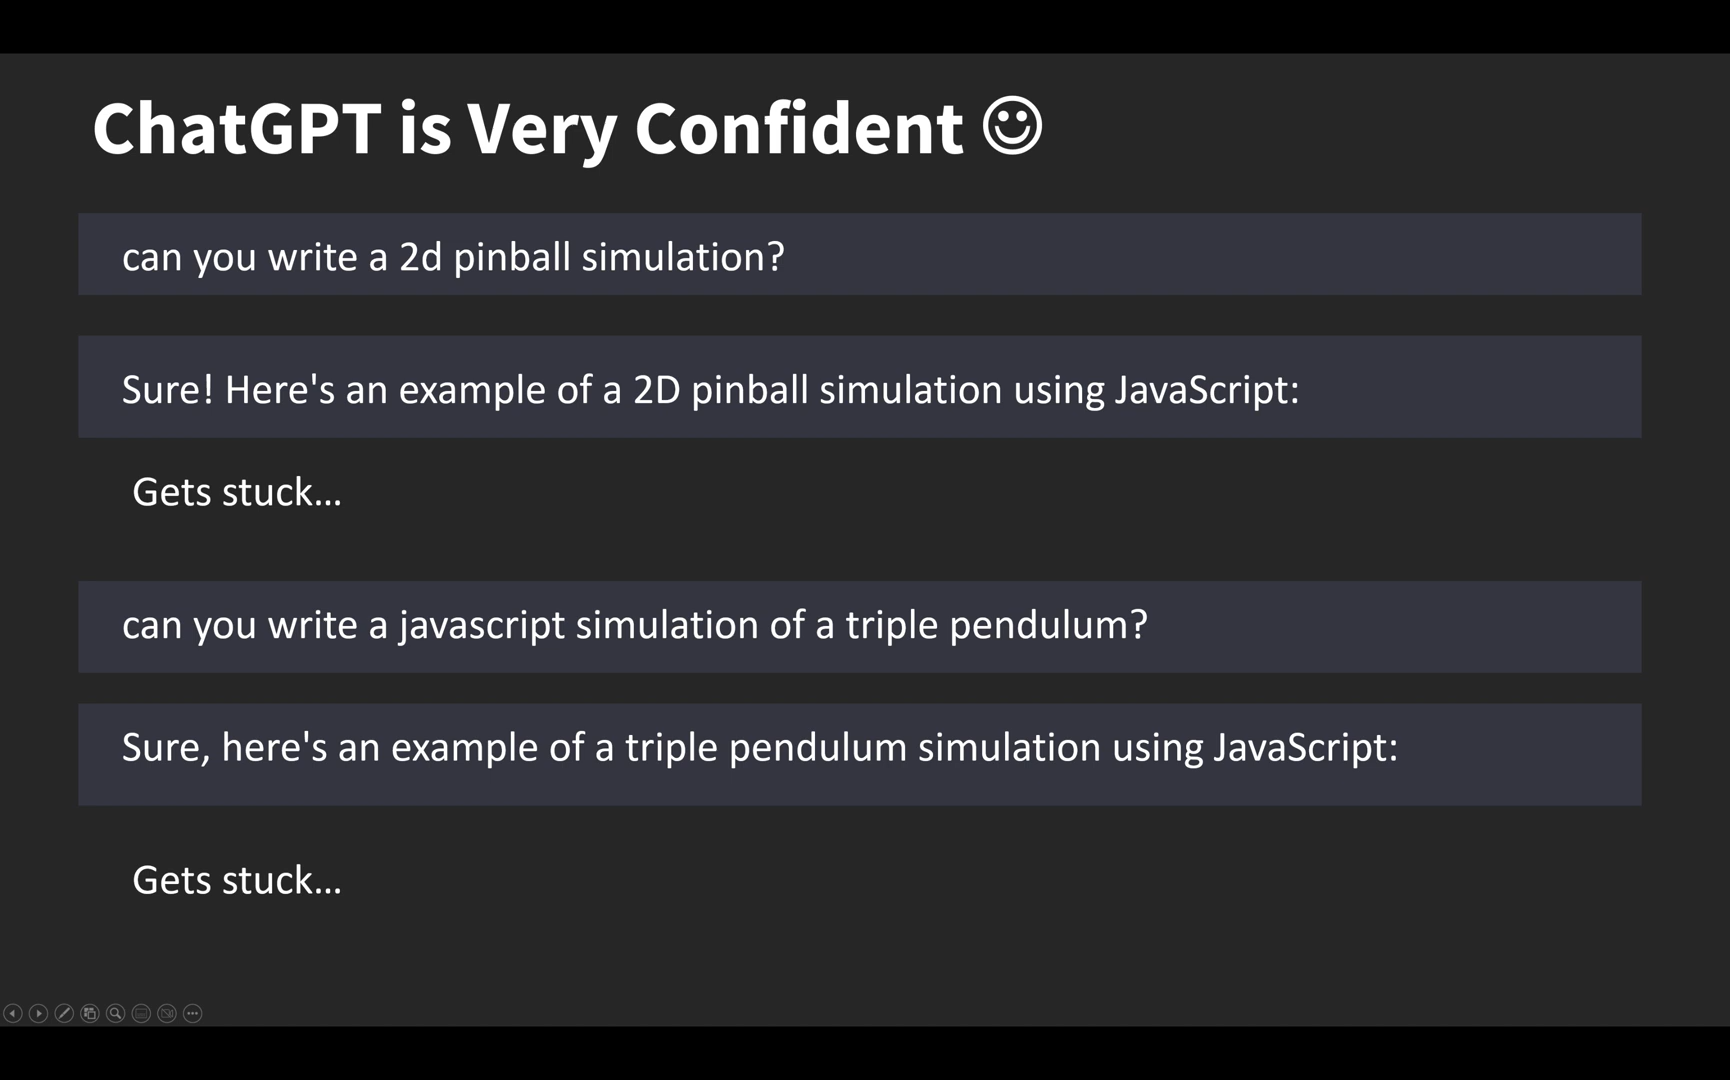 ChatGPT is Very Confident ☺
can you write a 2d pinball simulation?
Sure! Here's an example of a 2D pinball simulation using JavaScript:
Gets stuck...
can you write a javascript simulation of a triple pendulum?
Sure, here's an example of a triple pendulum simulation using JavaScript:
Gets stuck...